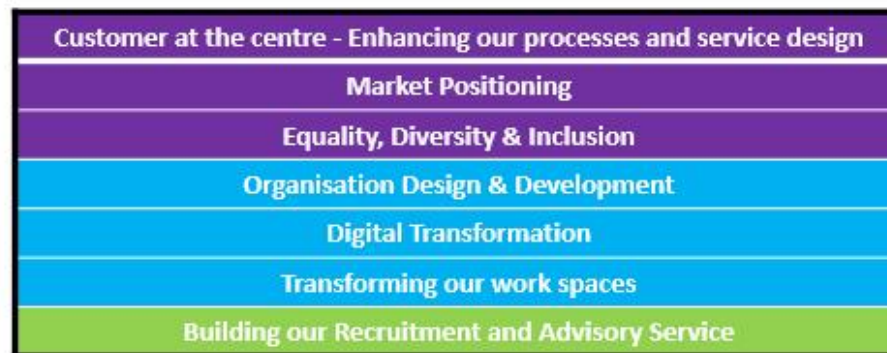 Customer at the centre - Enhancing our processes and service design
Market Positioning
Equality, Diversity & Inclusion
Organisation Design & Development
Digital Transformation
Transforming our work spaces
Building our Recruitment and Advisory Service